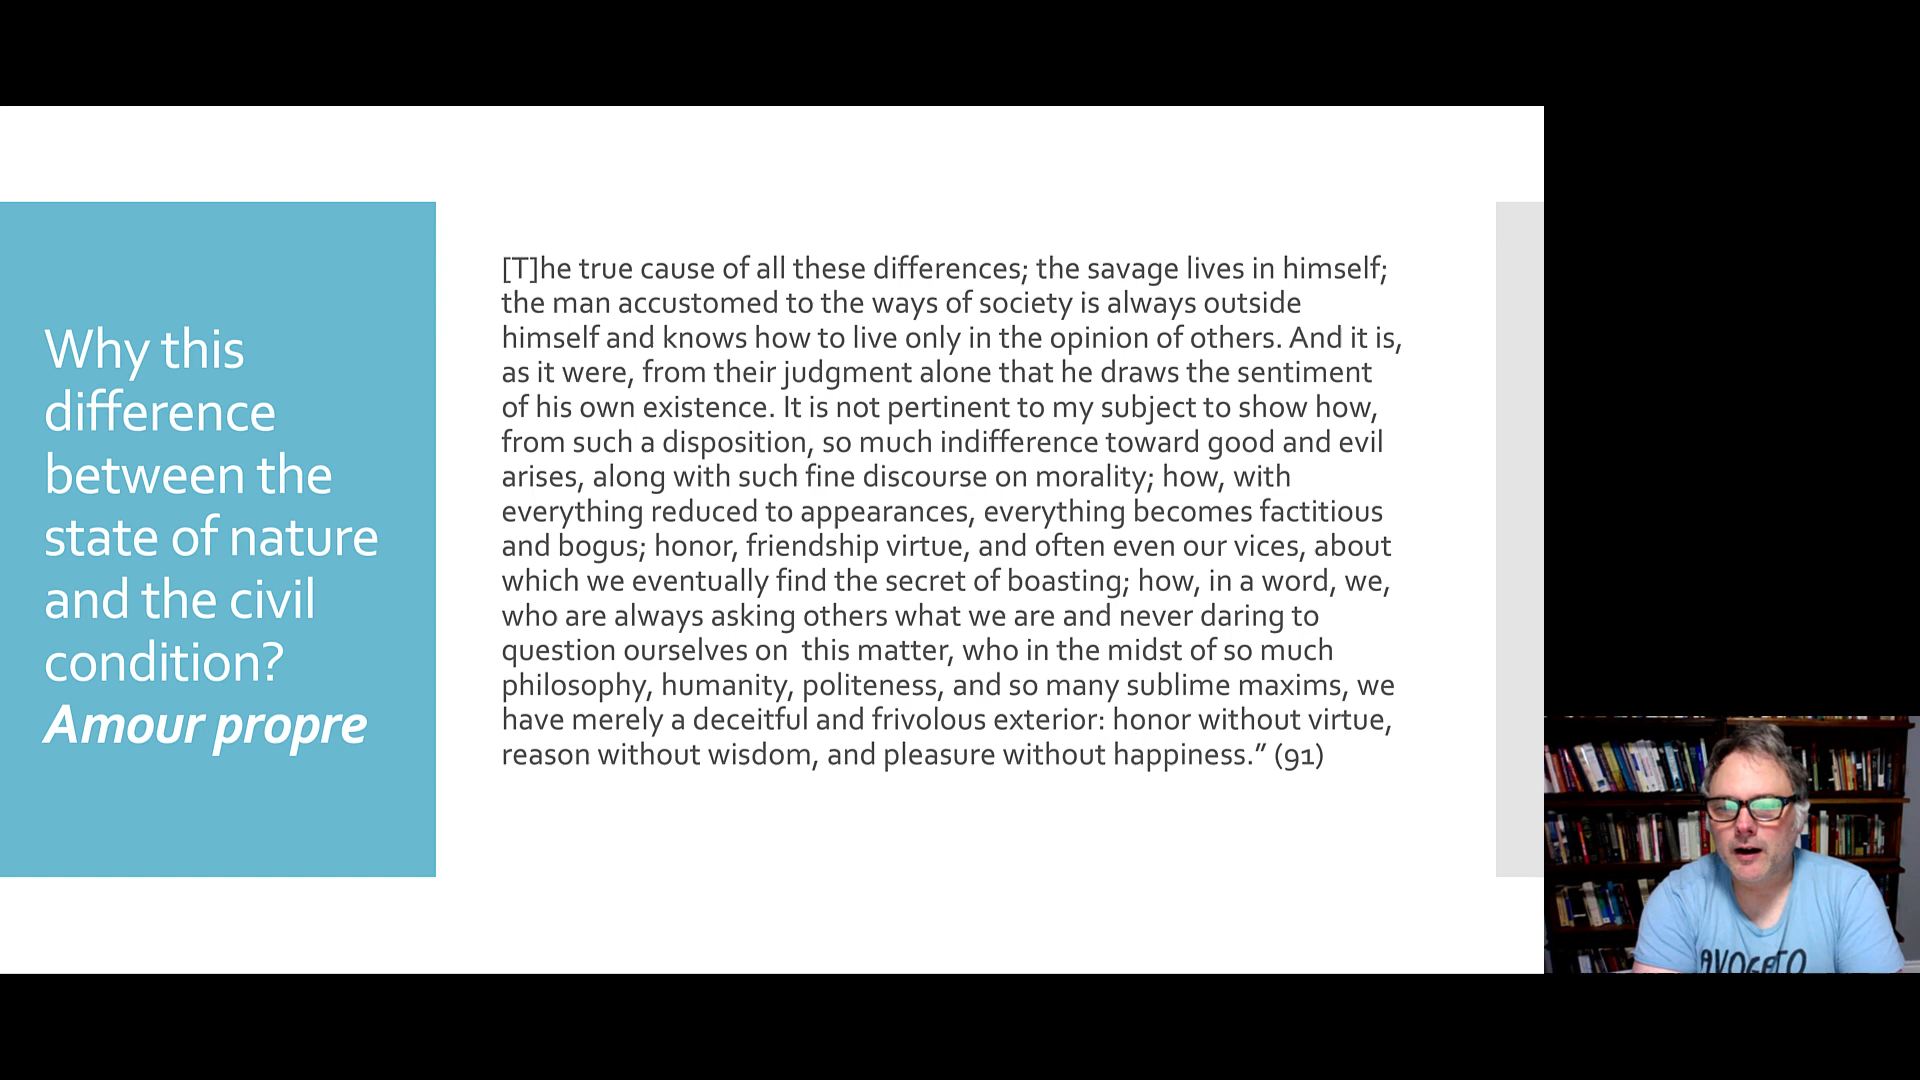 Why this
difference
between the
state of nature
and the civil
condition?
Amour propre
[T]he true cause of all these differences; the savage lives in himself;
the man accustomed to the ways of society is always outside
himself and knows how to live only in the opinion of others. And it is,
as it were, from their judgment alone that he draws the sentiment
of his own existence. It is not pertinent to my subject to show how,
from such a disposition, so much indifference toward good and evil
arises, along with such fine discourse on morality; how, with
everything reduced to appearances, everything becomes factitious
and bogus; honor, friendship virtue, and often even our vices, about
which we eventually find the secret of boasting; how, in a word, we,
who are always asking others what we are and never daring to
question ourselves on  this matter, who in the midst of so much
philosophy, humanity, politeness, and so many sublime maxims, we
have merely a deceitful and frivolous exterior: honor without virtue,
reason without wisdom, and pleasure without happiness.” (91)
AVOGATO